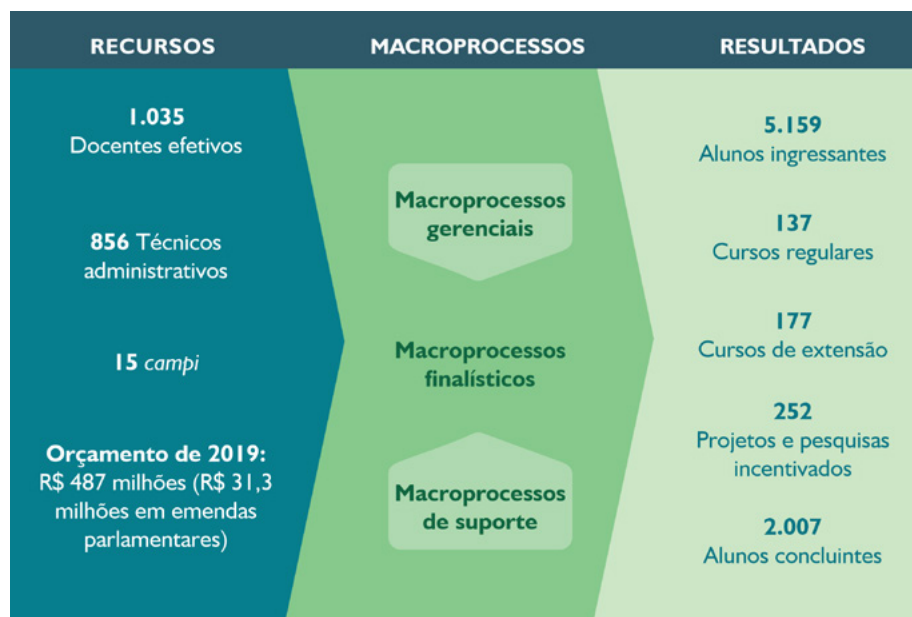 RECURSOS
1.035
Docentes efetivos
856 Técnicos
administrativos
15 campi
Orçamento de 2019:
R$ 487 milhões (R$ 31,3
milhões em emendas
parlamentares)
MACROPROCESSOS
Macroprocessos
gerenciais
Macroprocessos
finalísticos
Macroprocessos
de suporte
RESULTADOS
5.159
Alunos ingressantes
137
Cursos regulares
177
Cursos de extensão
252
Projetos e pesquisas
incentivados
2.007
Alunos concluintes